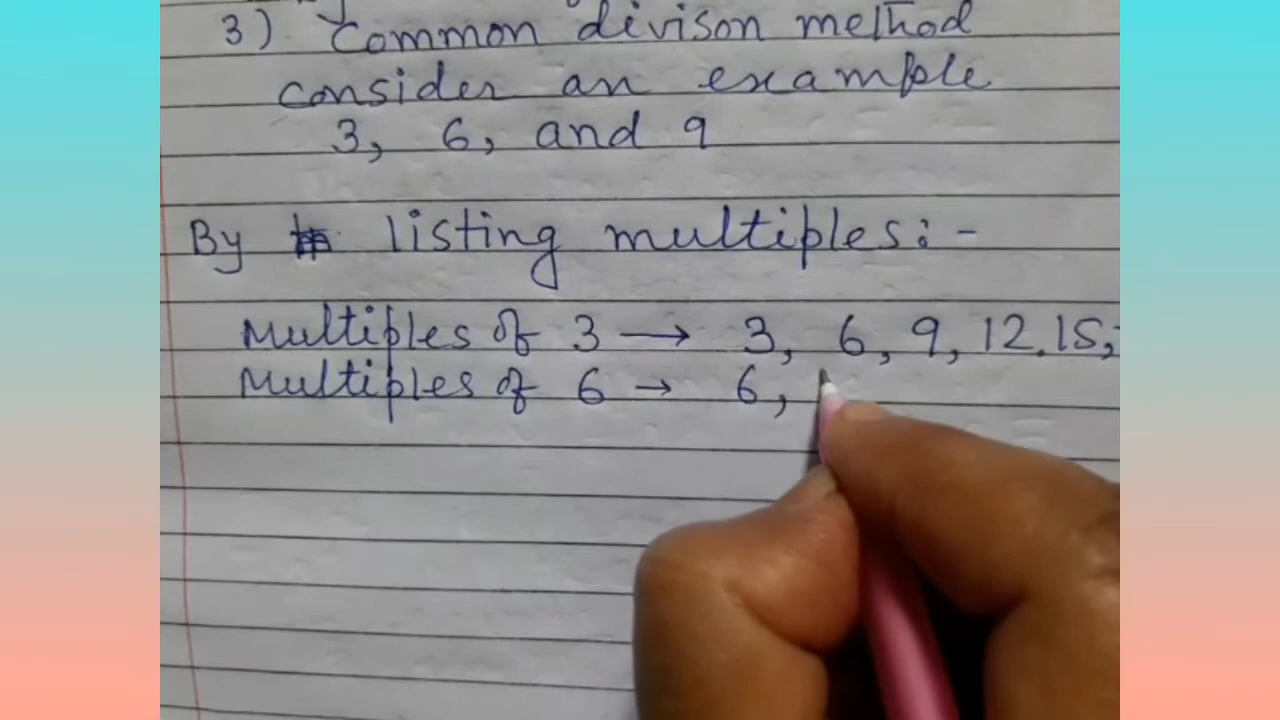 3) Common divison method
consider an example
3, 6, and 9
By listing multiples:-
Multiples of 3 → 3, 6, 9, 12.15,
Multiples of 6 → 6,